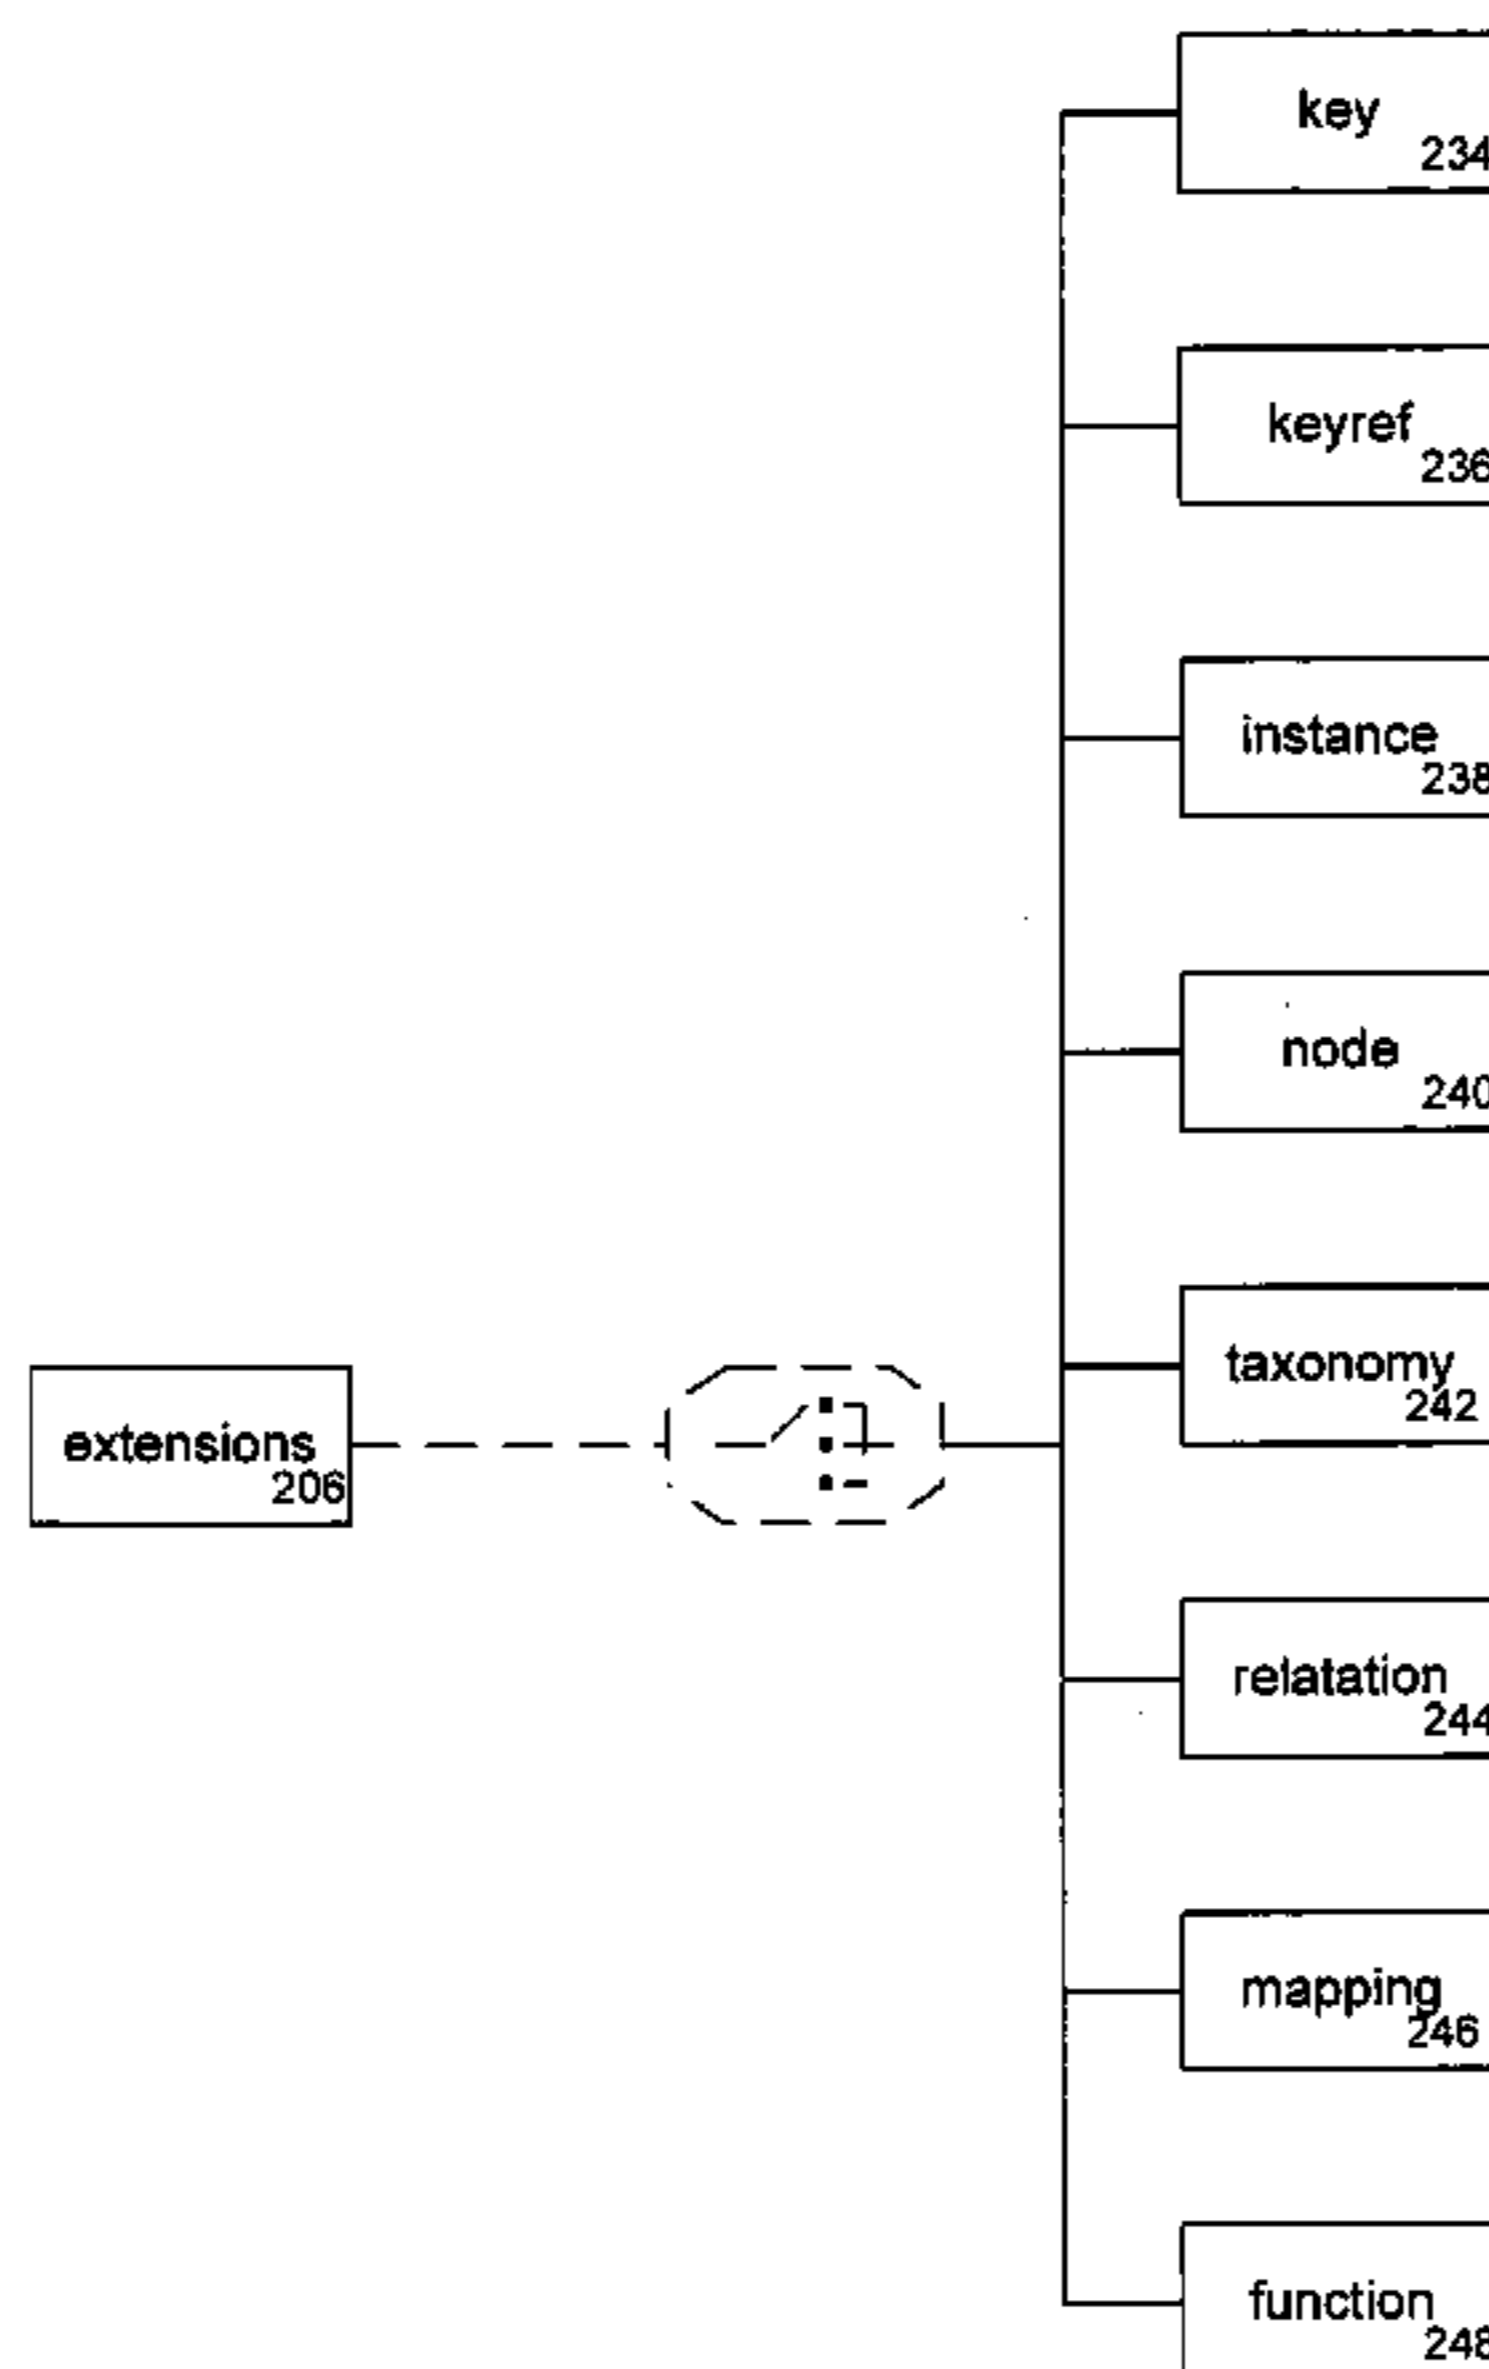 key
234
keyref
236
instance
238
node
240
taxonomy
242
extensions
206
relatation
244
mapping
246
function
248